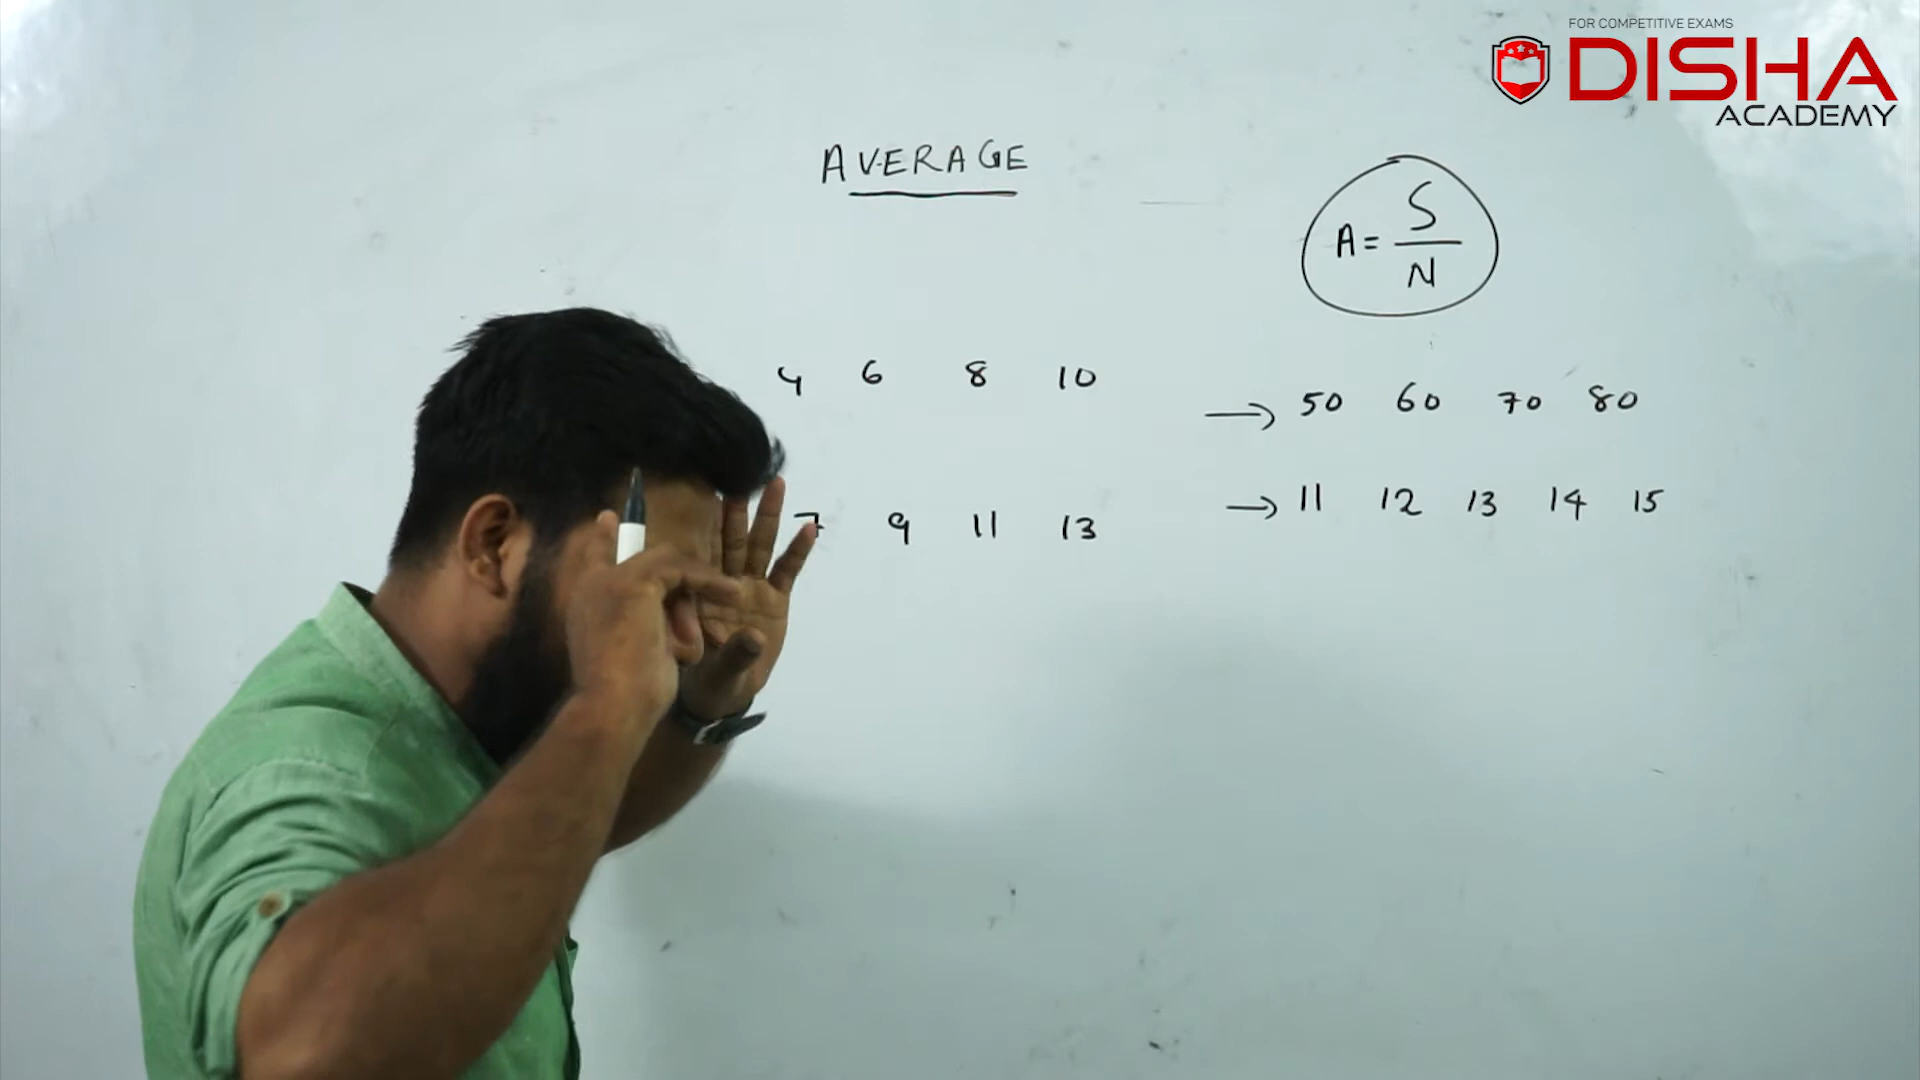 FOR COMPETITIVE EXAMS
DISHA
ACADEMY
AVERAGE
A = S/N
4 6 8 10
→ 50 60 70 80
7 9 11 13
→ 11 12 13 14 15